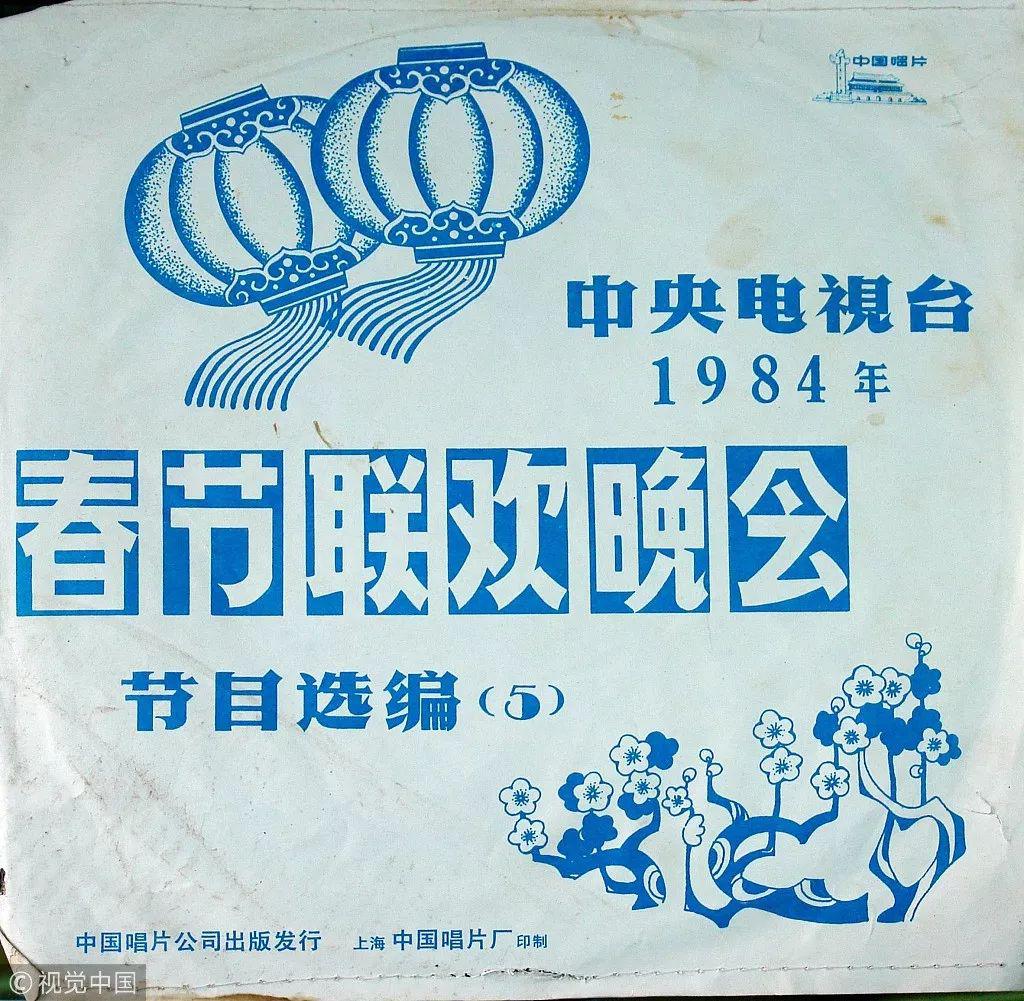 中国唱片
中央电視台
1984年
春节联欢晚会
节目选编(5)
中国唱片公司出版发行 上海 中国唱片厂印制
©视觉中国